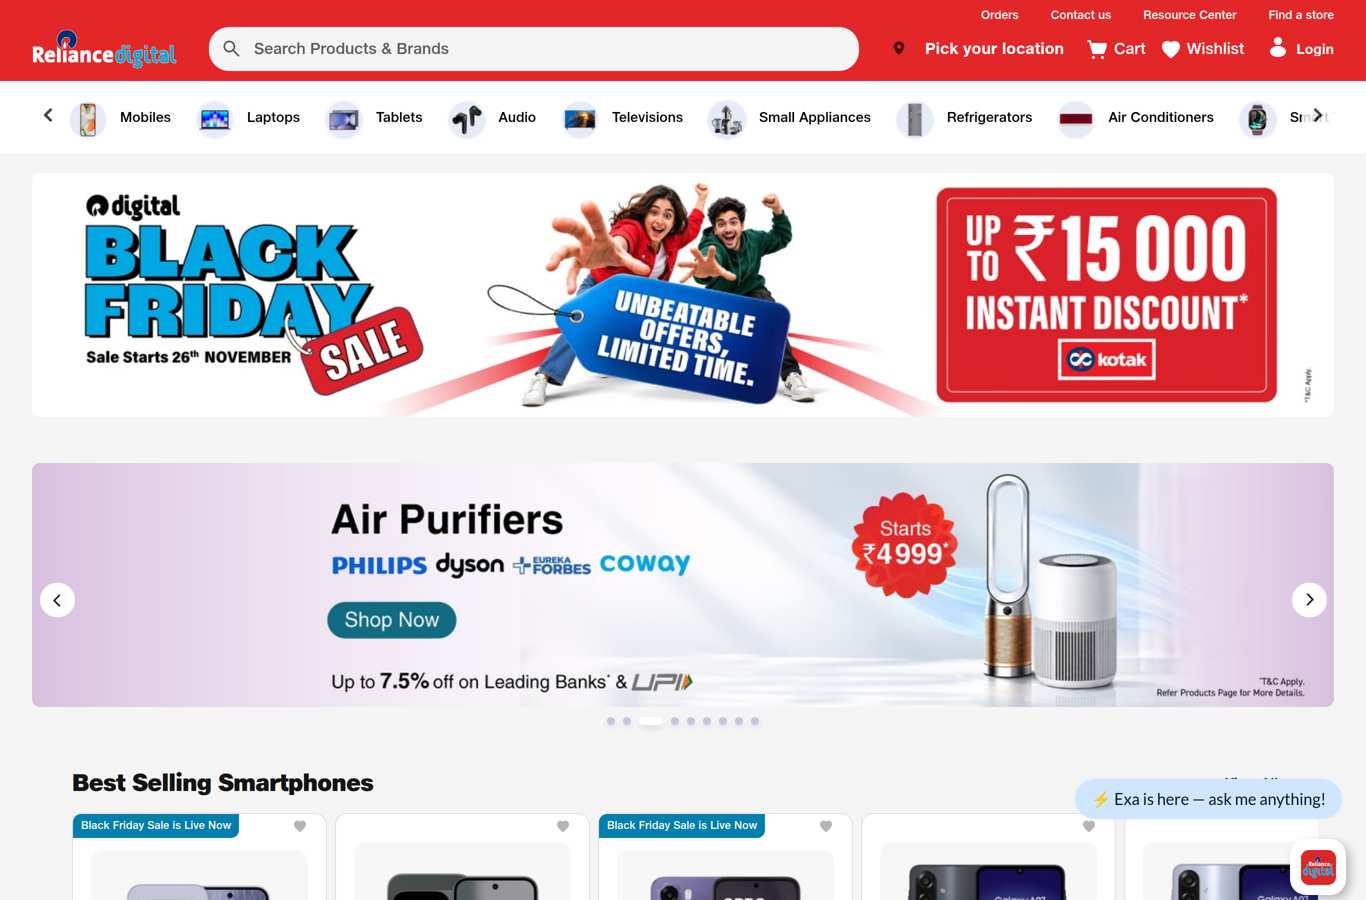 Orders Contact us Resource Center Find a store
Reliance digital
Search Products & Brands
Pick your location Cart Wishlist Login
Mobiles Laptops Tablets Audio Televisions Small Appliances Refrigerators Air Conditioners Smart
digital
BLACK
FRIDAY
SALE
Sale Starts 26th NOVEMBER
UNBEATABLE
OFFERS,
LIMITED TIME.
UP TO ₹15 000
INSTANT DISCOUNT*
kotak
*T&C Apply.
Air Purifiers
PHILIPS dyson EUREKA FORBES coway
Shop Now
Up to 7.5% off on Leading Banks* & UPI
Starts
₹4 999*
*T&C Apply.
Refer Products Page for More Details.
Best Selling Smartphones
⚡ Exa is here — ask me anything!
Black Friday Sale is Live Now
Black Friday Sale is Live Now
Reliance
digital